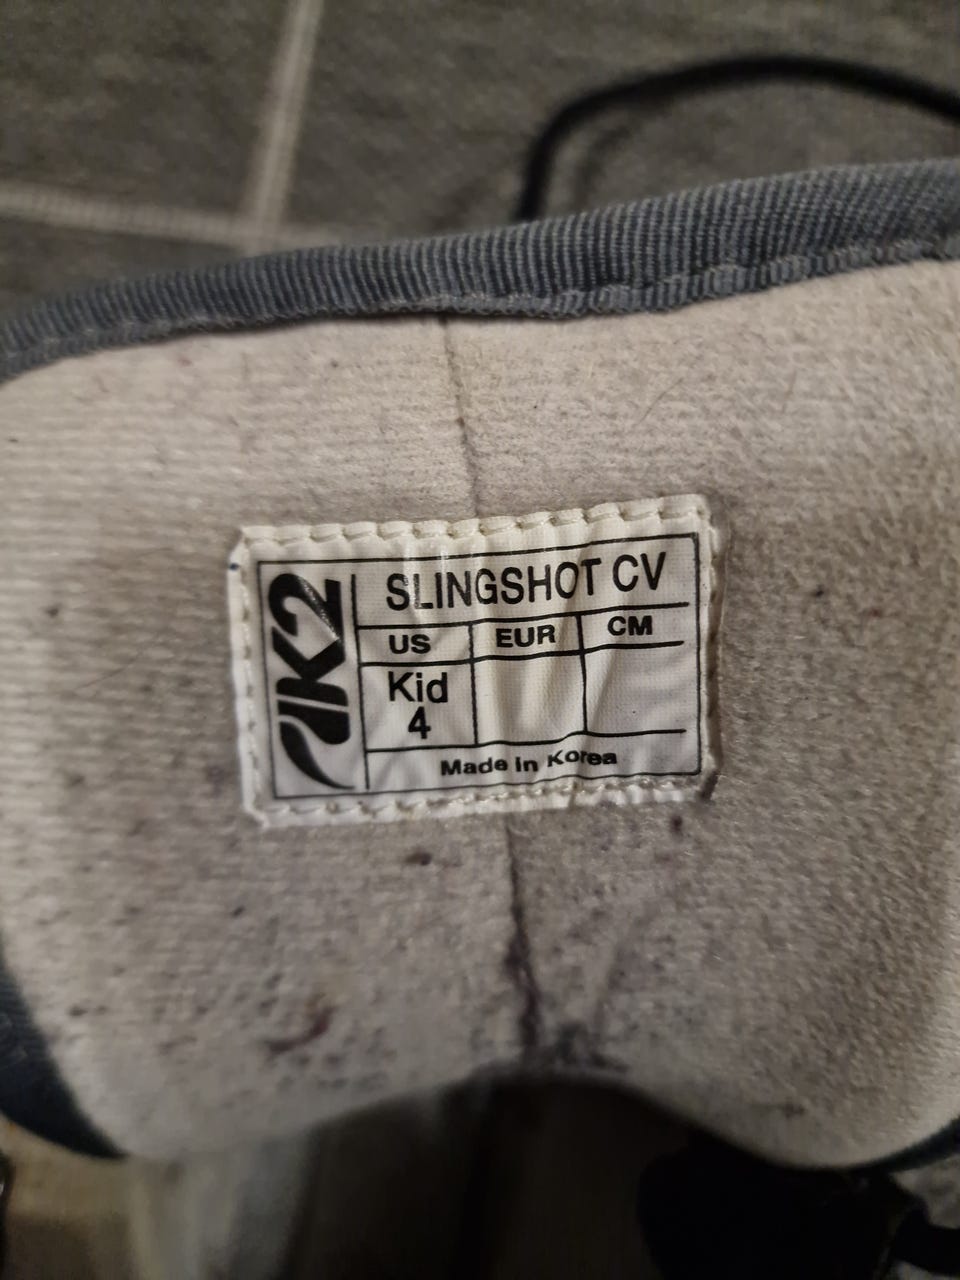 K2
SLINGSHOT CV
US EUR CM
Kid
4
Made in Korea